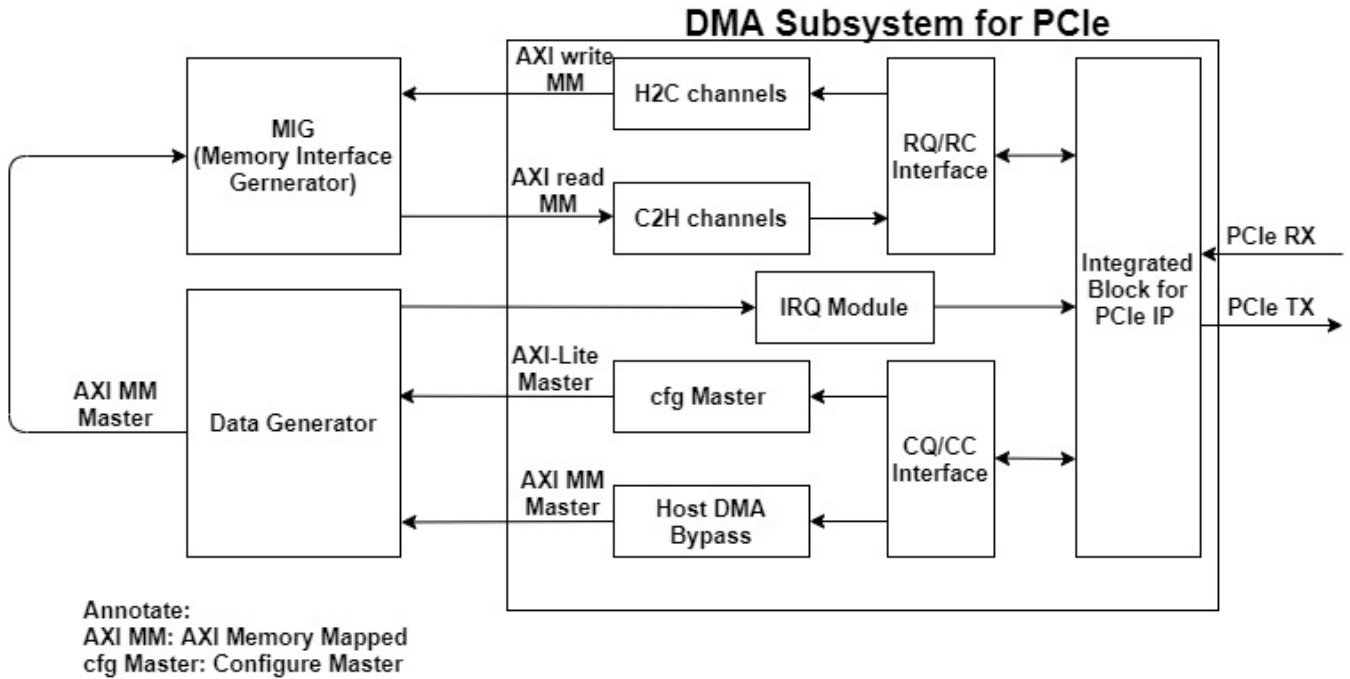 DMA Subsystem for PCIe
AXI write
MM
H2C channels
MIG
(Memory Interface
Gernerator)
RQ/RC
Interface
AXI read
MM
C2H channels
PCIe RX
Integrated
Block for
PCIe IP
IRQ Module
PCIe TX
AXI-Lite
Master
cfg Master
AXI MM
Master
Data Generator
CQ/CC
Interface
AXI MM
Master
Host DMA
Bypass
Annotate:
AXI MM: AXI Memory Mapped
cfg Master: Configure Master